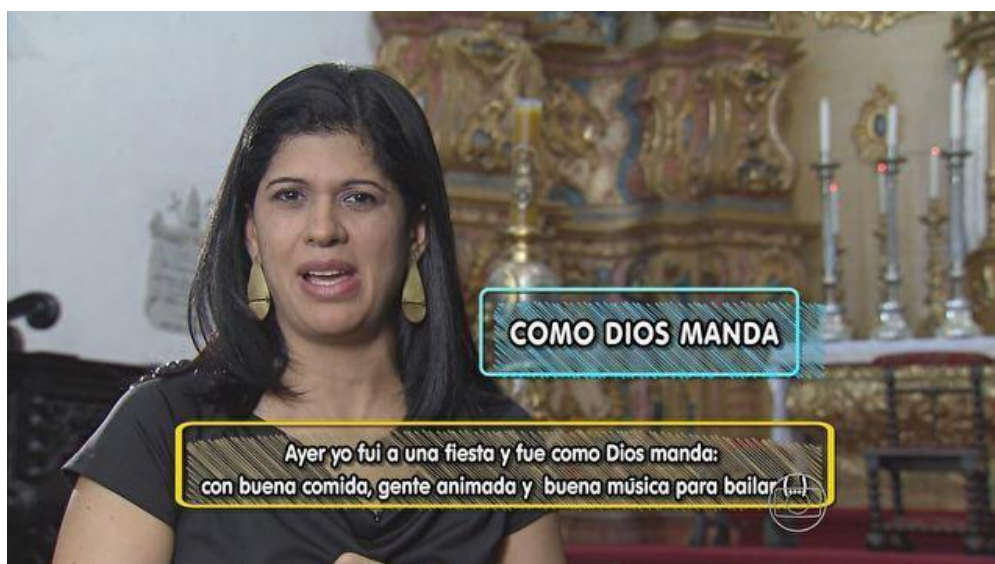 COMO DIOS MANDA
Ayer yo fui a una fiesta y fue como Dios manda:
con buena comida, gente animada y buena música para bailar